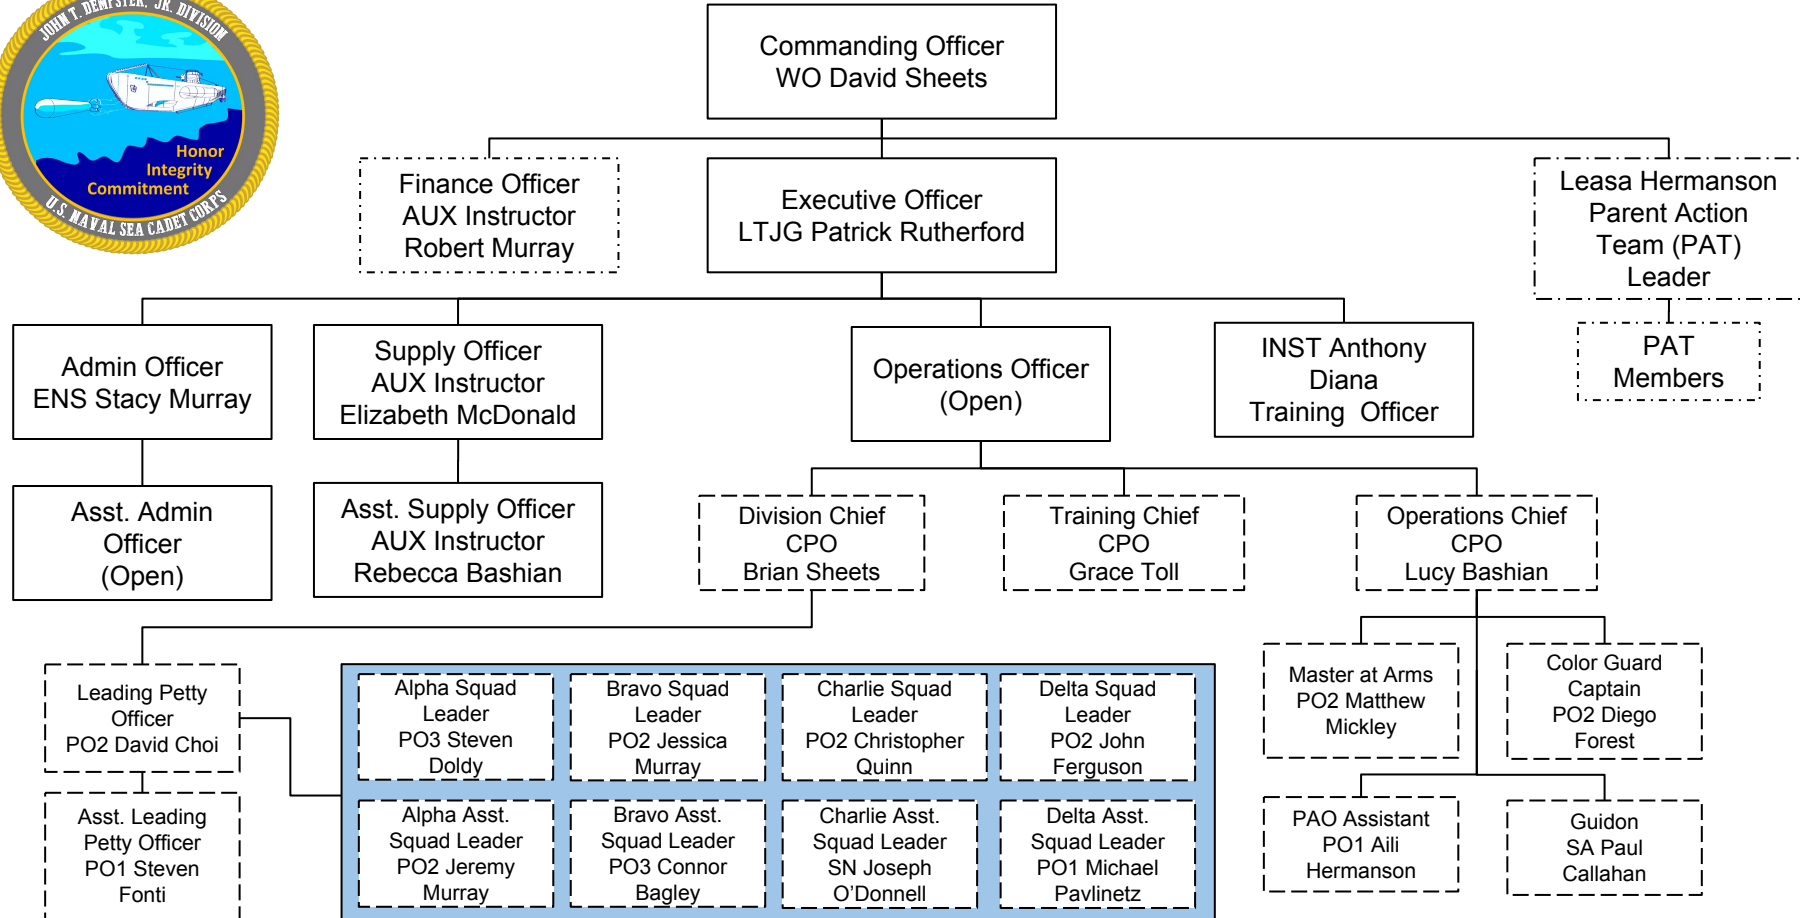 JOHN T. DEMPSTER, JR. DIVISION
Honor
Integrity
Commitment
U.S. NAVAL SEA CADET CORPS
Commanding Officer
WO David Sheets
Finance Officer
AUX Instructor
Robert Murray
Executive Officer
LTJG Patrick Rutherford
Leasa Hermanson
Parent Action
Team (PAT)
Leader
Admin Officer
ENS Stacy Murray
Supply Officer
AUX Instructor
Elizabeth McDonald
Operations Officer
(Open)
INST Anthony
Diana
Training  Officer
PAT
Members
Asst. Admin
Officer
(Open)
Asst. Supply Officer
AUX Instructor
Rebecca Bashian
Division Chief
CPO
Brian Sheets
Training Chief
CPO
Grace Toll
Operations Chief
CPO
Lucy Bashian
Leading Petty
Officer
PO2 David Choi
Alpha Squad
Leader
PO3 Steven
Doldy
Bravo Squad
Leader
PO2 Jessica
Murray
Charlie Squad
Leader
PO2 Christopher
Quinn
Delta Squad
Leader
PO2 John
Ferguson
Master at Arms
PO2 Matthew
Mickley
Color Guard
Captain
PO2 Diego
Forest
Asst. Leading
Petty Officer
PO1 Steven
Fonti
Alpha Asst.
Squad Leader
PO2 Jeremy
Murray
Bravo Asst.
Squad Leader
PO3 Connor
Bagley
Charlie Asst.
Squad Leader
SN Joseph
O’Donnell
Delta Asst.
Squad Leader
PO1 Michael
Pavlinetz
PAO Assistant
PO1 Aili
Hermanson
Guidon
SA Paul
Callahan